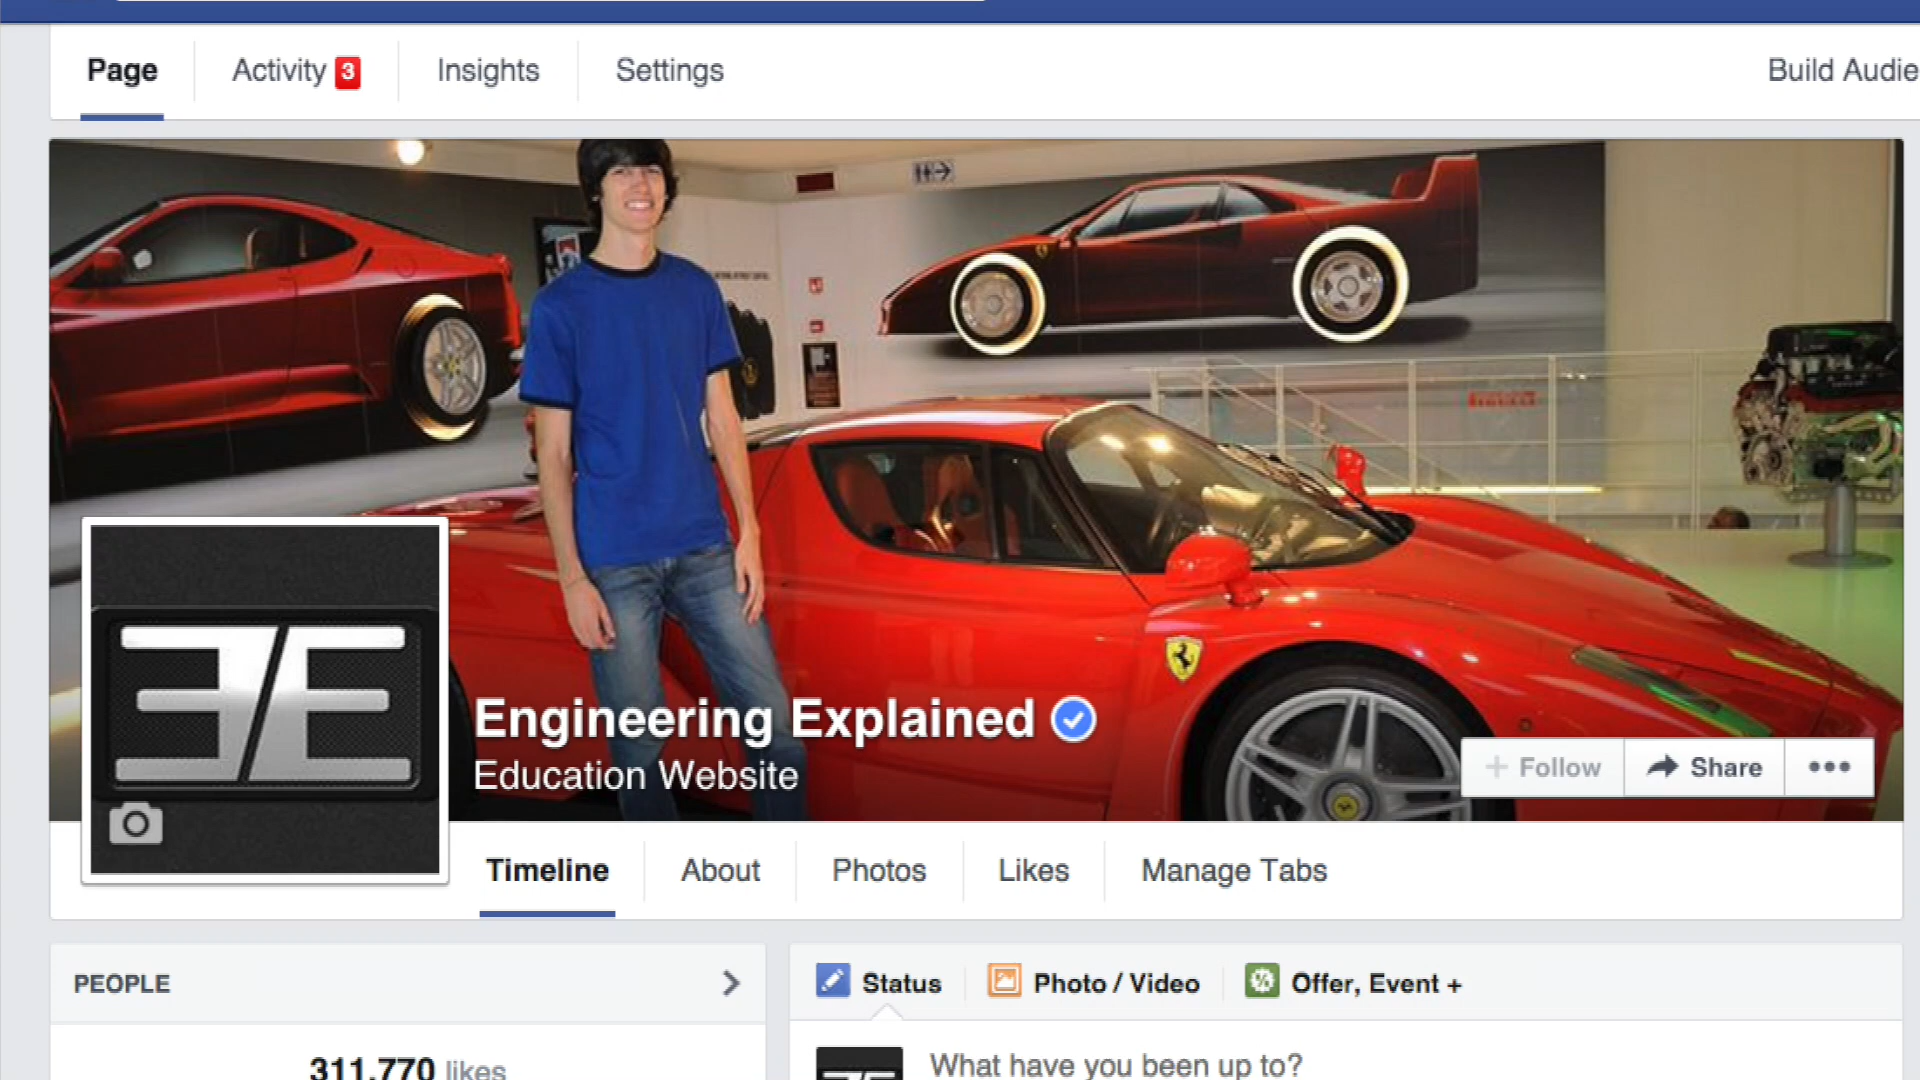 Page
Activity 3
Insights
Settings
Build Audie
PIRELLI
Engineering Explained
Education Website
+ Follow
Share
Timeline
About
Photos
Likes
Manage Tabs
PEOPLE
Status
Photo / Video
Offer, Event +
311,770 likes
What have you been up to?